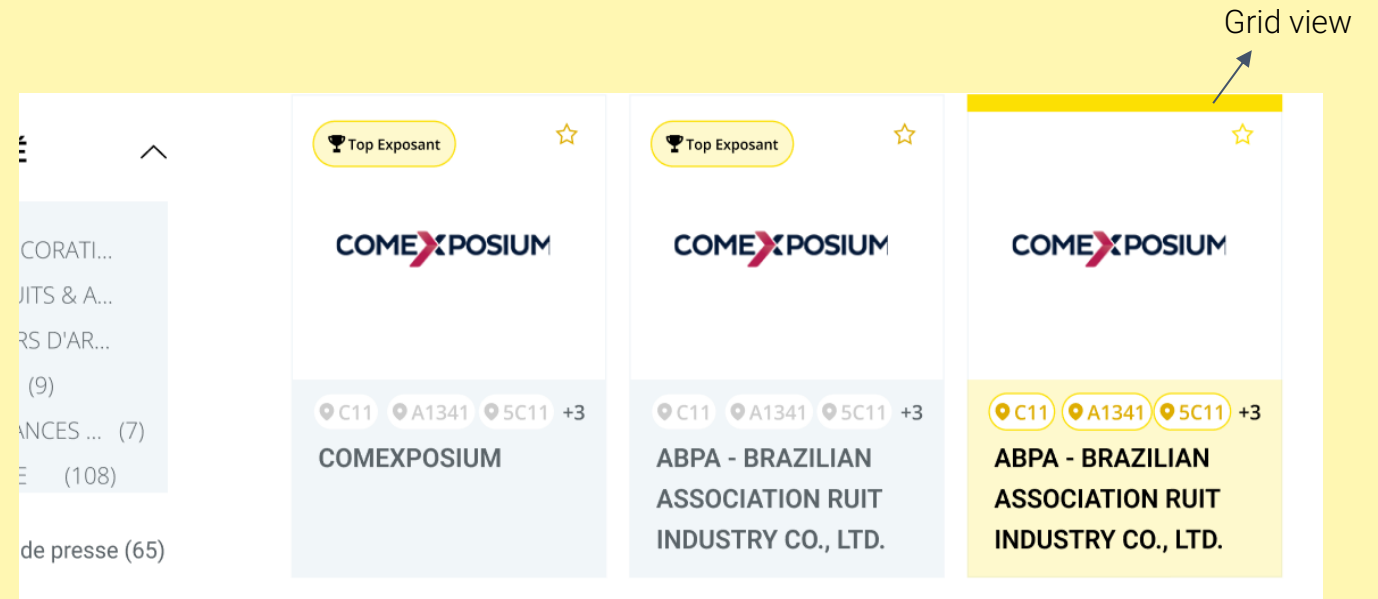 Grid view
CORATI...
UITS & A...
RS D'AR...
(9)
ANCES ... (7)
E (108)
de presse (65)
Top Exposant
COMEXPOSIUM
C11 A1341 5C11 +3
COMEXPOSIUM
Top Exposant
COMEXPOSIUM
C11 A1341 5C11 +3
ABPA - BRAZILIAN
ASSOCIATION RUIT
INDUSTRY CO., LTD.
COMEXPOSIUM
C11 A1341 5C11 +3
ABPA - BRAZILIAN
ASSOCIATION RUIT
INDUSTRY CO., LTD.